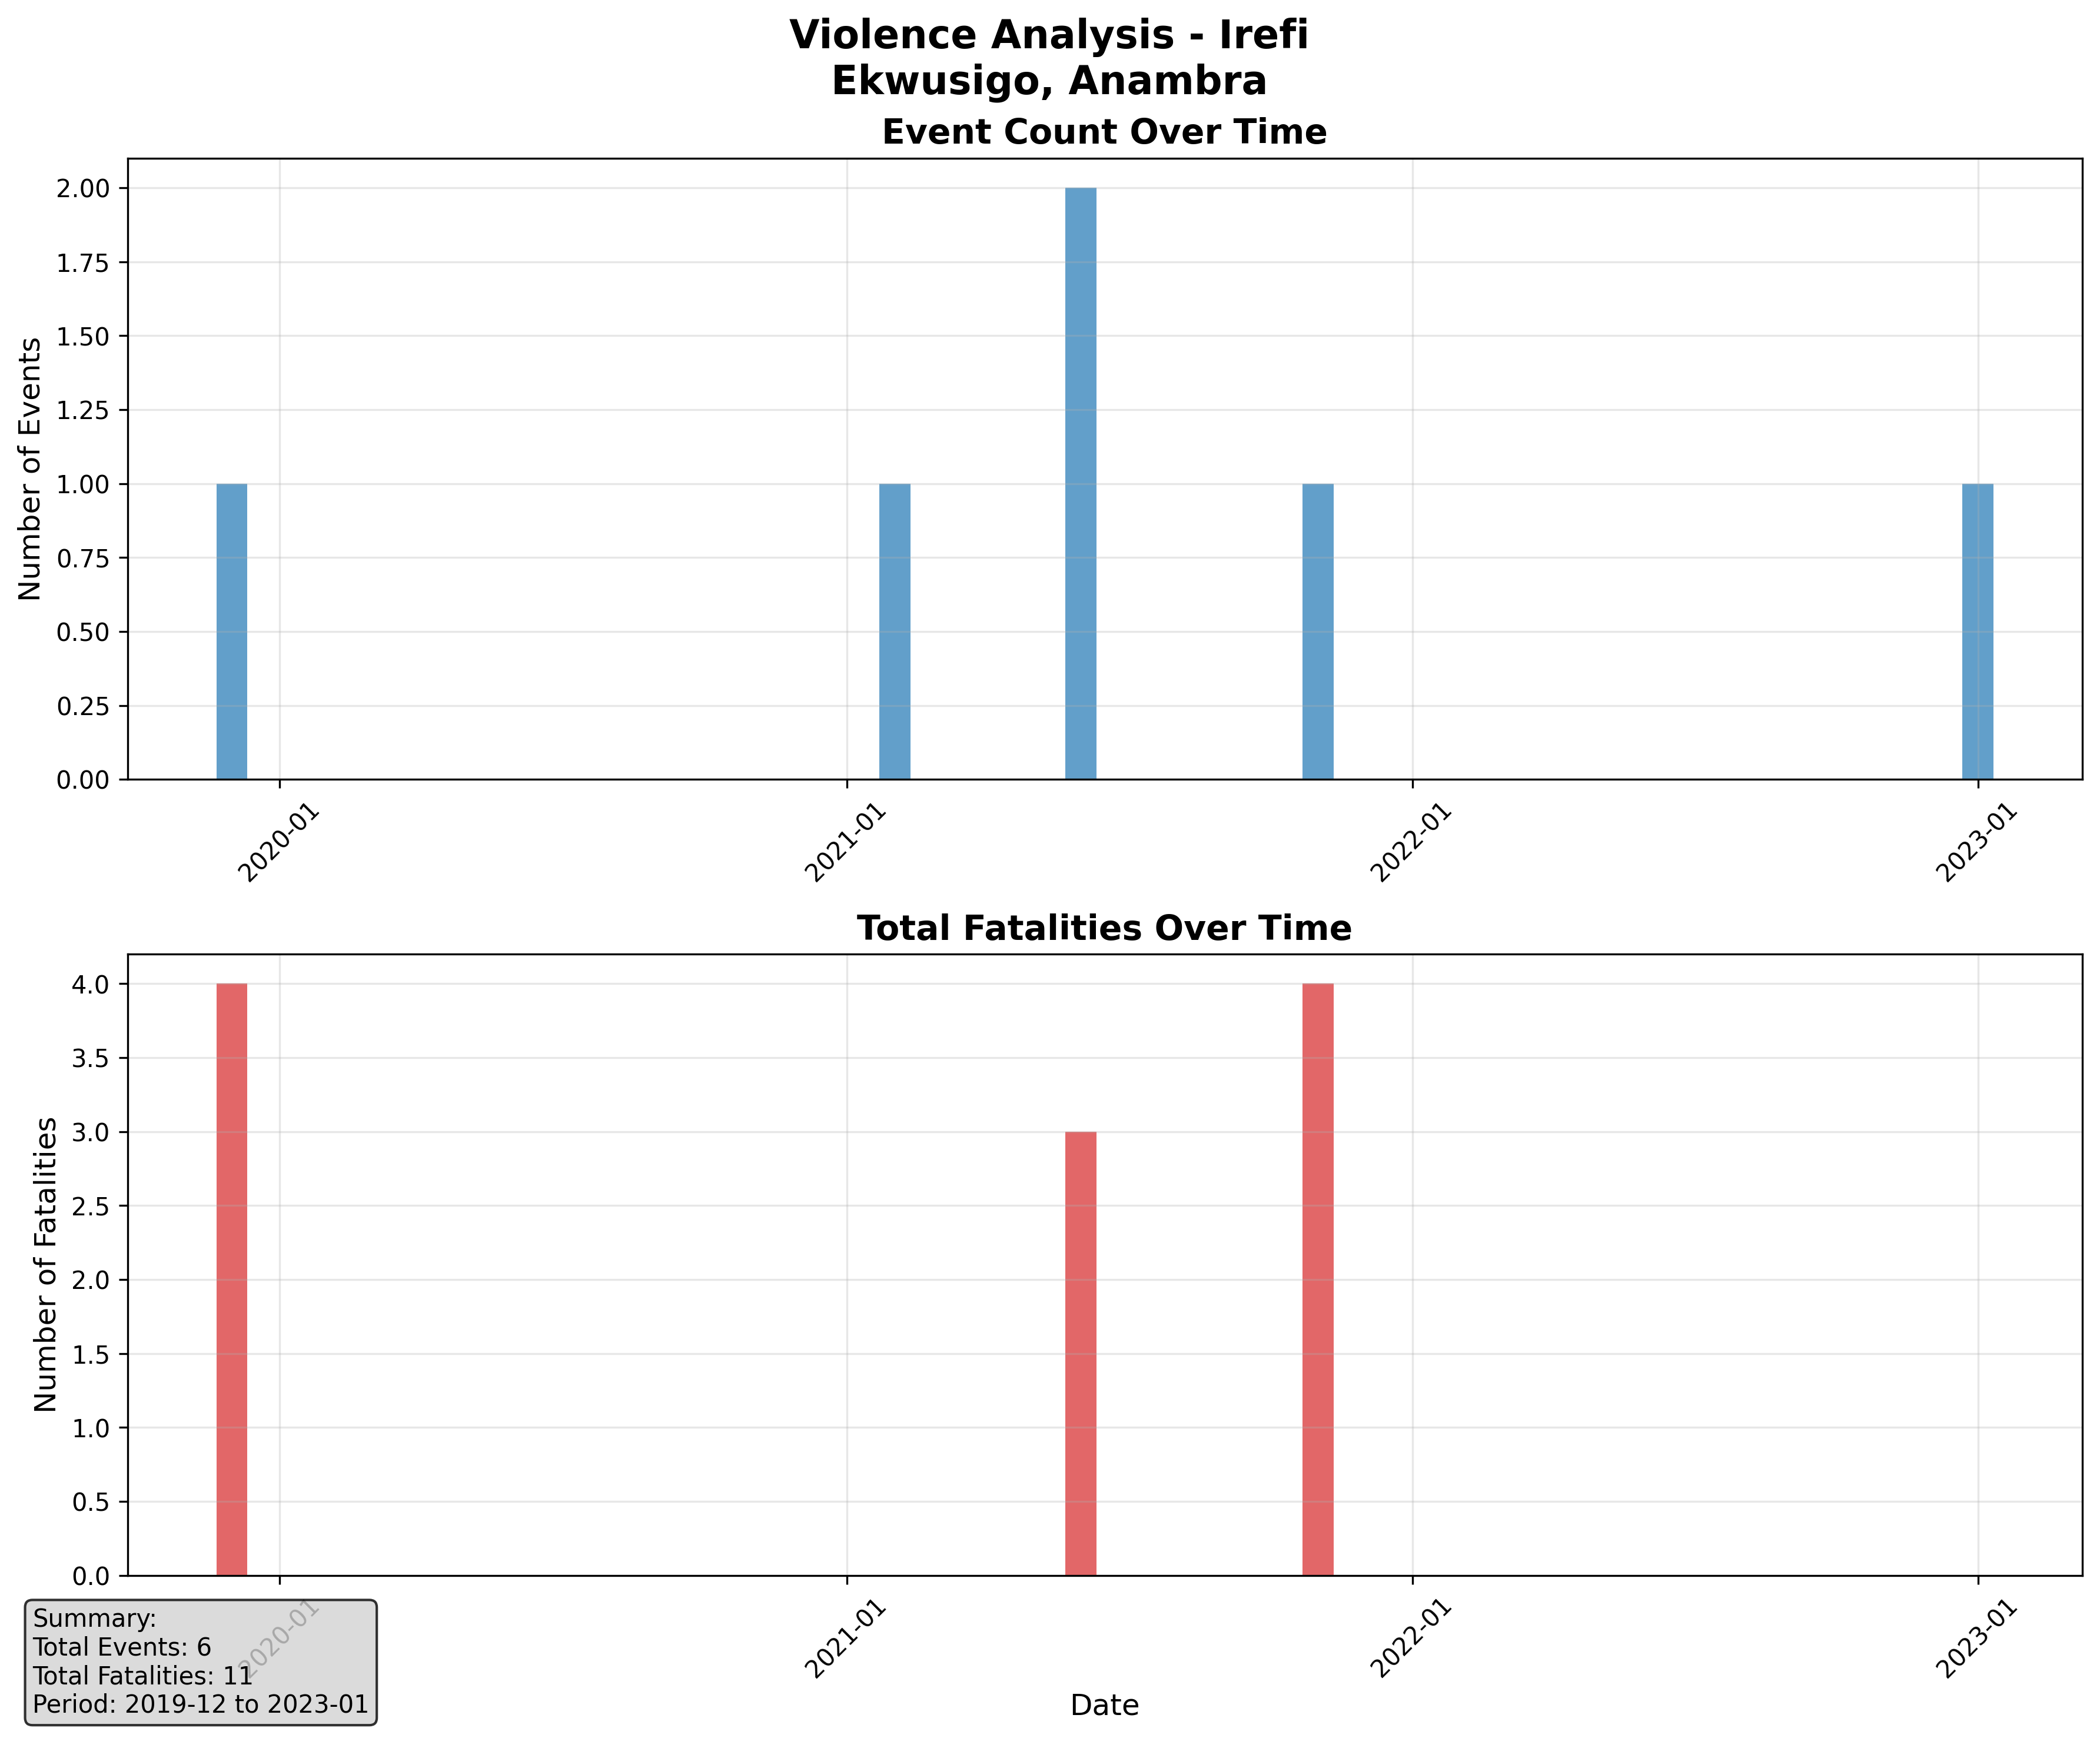 Violence Analysis - Irefi
Ekwusigo, Anambra
Event Count Over Time
Number of Events
2.00
1.75
1.50
1.25
1.00
0.75
0.50
0.25
0.00
2020-01
2021-01
2022-01
2023-01
Total Fatalities Over Time
Number of Fatalities
4.0
3.5
3.0
2.5
2.0
1.5
1.0
0.5
0.0
2020-01
2021-01
2022-01
2023-01
Date
Summary:
Total Events: 6
Total Fatalities: 11
Period: 2019-12 to 2023-01